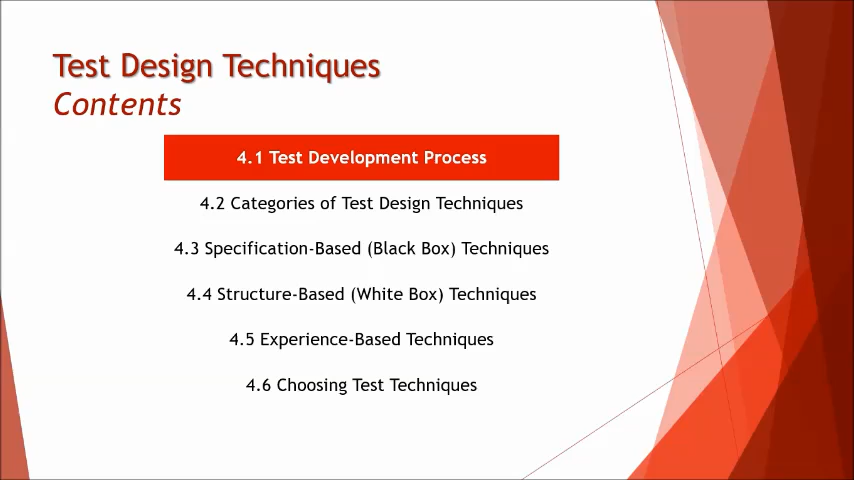 Test Design Techniques
Contents
4.1 Test Development Process
4.2 Categories of Test Design Techniques
4.3 Specification-Based (Black Box) Techniques
4.4 Structure-Based (White Box) Techniques
4.5 Experience-Based Techniques
4.6 Choosing Test Techniques